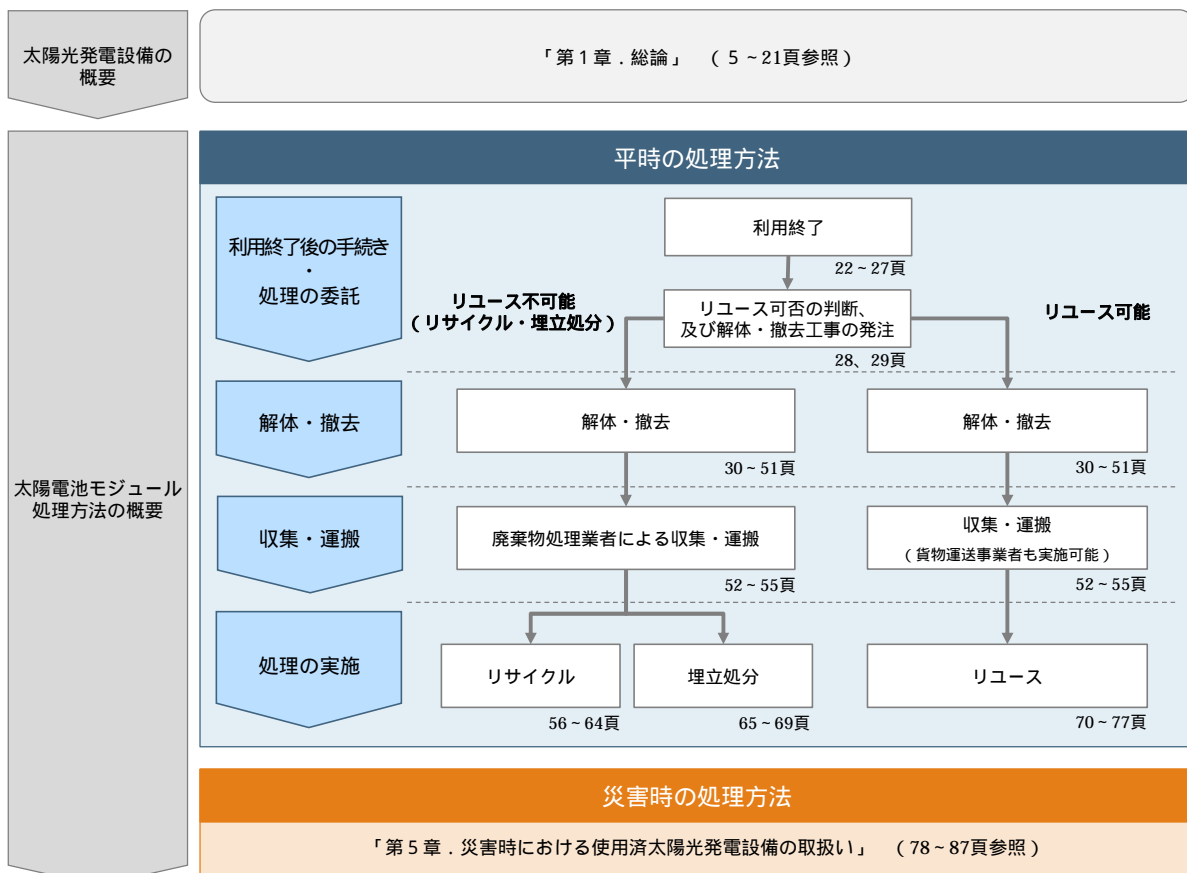 太陽光発電設備の
概要
「第1章．総論」　（5~21頁参照）
太陽電池モジュール
処理方法の概要
平時の処理方法
利用終了後の手続き
・
処理の委託
利用終了
22~27頁
リユース不可能
（リサイクル・埋立処分）
リユース可否の判断、
及び解体・撤去工事の発注
リユース可能
28、29頁
解体・撤去
解体・撤去
解体・撤去
30~51頁
30~51頁
収集・運搬
廃棄物処理業者による収集・運搬
収集・運搬
（貨物運送事業者も実施可能）
52~55頁
52~55頁
処理の実施
リサイクル
埋立処分
リユース
56~64頁
65~69頁
70~77頁
災害時の処理方法
「第5章．災害時における使用済太陽光発電設備の取扱い」　（78~87頁参照）